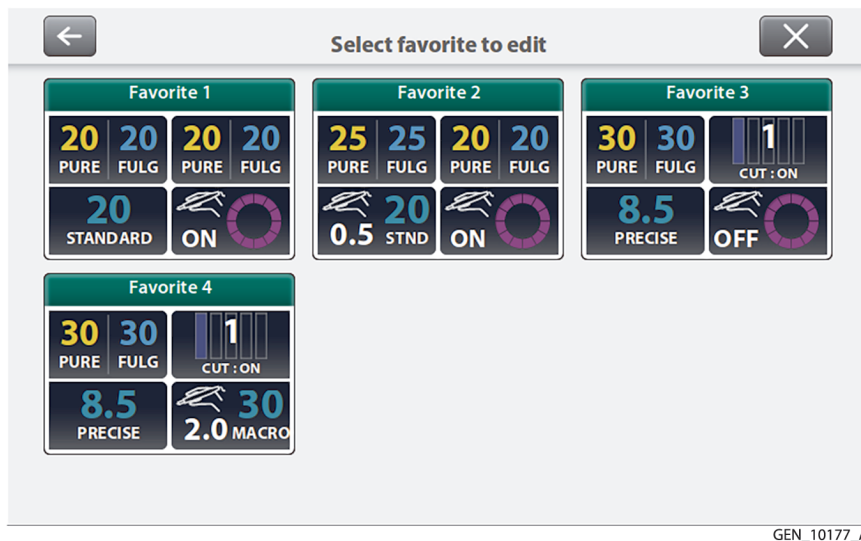 Select favorite to edit
Favorite 1
20 20 20 20
PURE FULG PURE FULG
20
STANDARD ON
Favorite 2
25 25 20 20
PURE FULG PURE FULG
0.5 20 STND ON
Favorite 3
30 30 1
PURE FULG CUT : ON
8.5
PRECISE OFF
Favorite 4
30 30 1
PURE FULG CUT : ON
8.5 30
PRECISE 2.0 MACRO
GEN_10177_